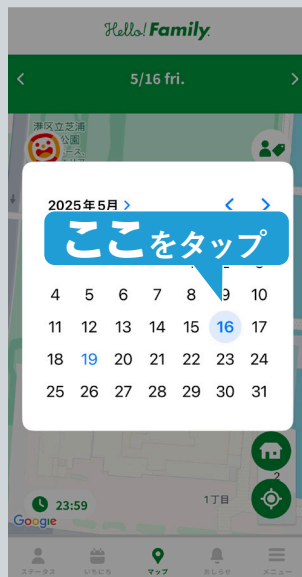 Hello! Family.
5/16 fri.
港区立芝浦
公園
2025年5月
ここをタップ
4 5 6 7 8 9 10
11 12 13 14 15 16 17
18 19 20 21 22 23 24
25 26 27 28 29 30 31
2
23:59
1丁目
Google
ステータス いちにち マップ おしらせ メニュー